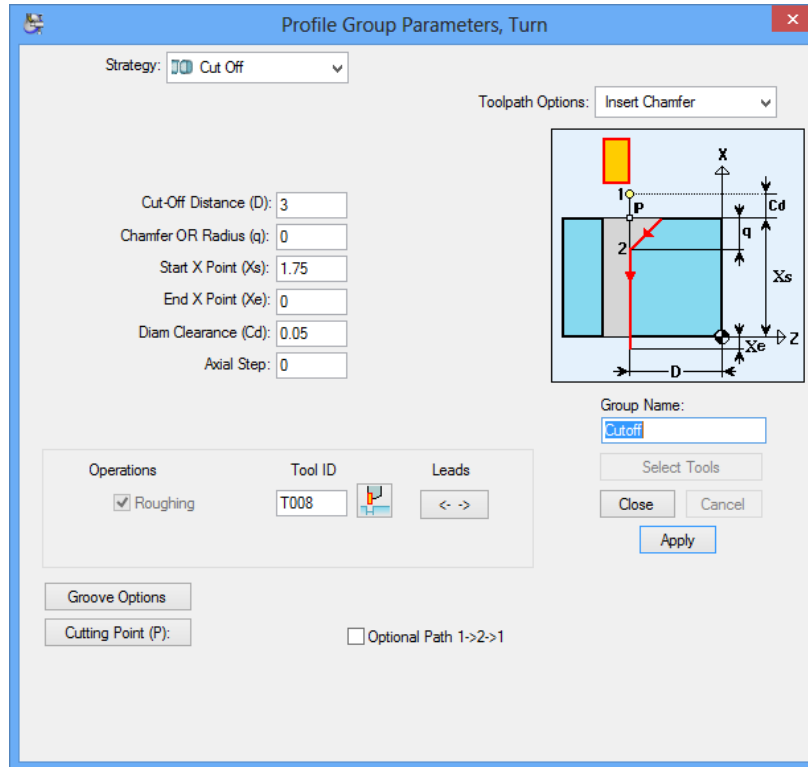 Profile Group Parameters, Turn
Strategy: Cut Off
Toolpath Options: Insert Chamfer
Cut-Off Distance (D): 3
Chamfer OR Radius (q): 0
Start X Point (Xs): 1.75
End X Point (Xe): 0
Diam Clearance (Cd): 0.05
Axial Step: 0
X
1
P
Cd
q
2
Xs
Z
Xe
D
Group Name:
Cutoff
Operations Tool ID Leads
Select Tools
Roughing T008 <- ->
Close Cancel
Apply
Groove Options
Cutting Point (P): Optional Path 1->2->1